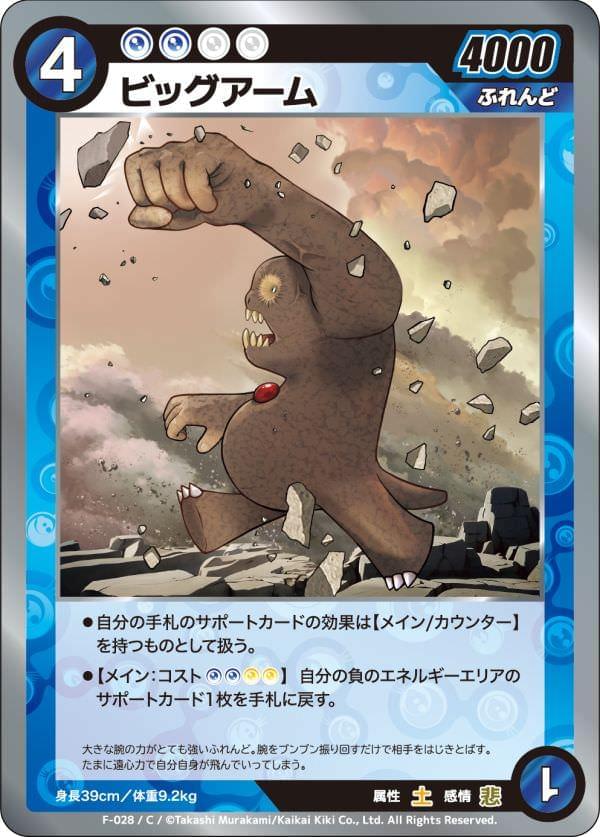 4
4000
ビッグアーム
ふれんど
●自分の手札のサポートカードの効果は【メイン/カウンター】
を持つものとして扱う。
●【メイン:コスト 】 自分の負のエネルギーエリアの
サポートカード1枚を手札に戻す。
大きな腕の力がとても強いふれんど。腕をブンブン振り回すだけで相手をはじきとばす。
たまに遠心力で自分自身が飛んでいってしまう。
身長39cm/体重9.2kg
属性 土 感情 悲
F-028 / C / ©Takashi Murakami/Kaikai Kiki Co., Ltd. All Rights Reserved.